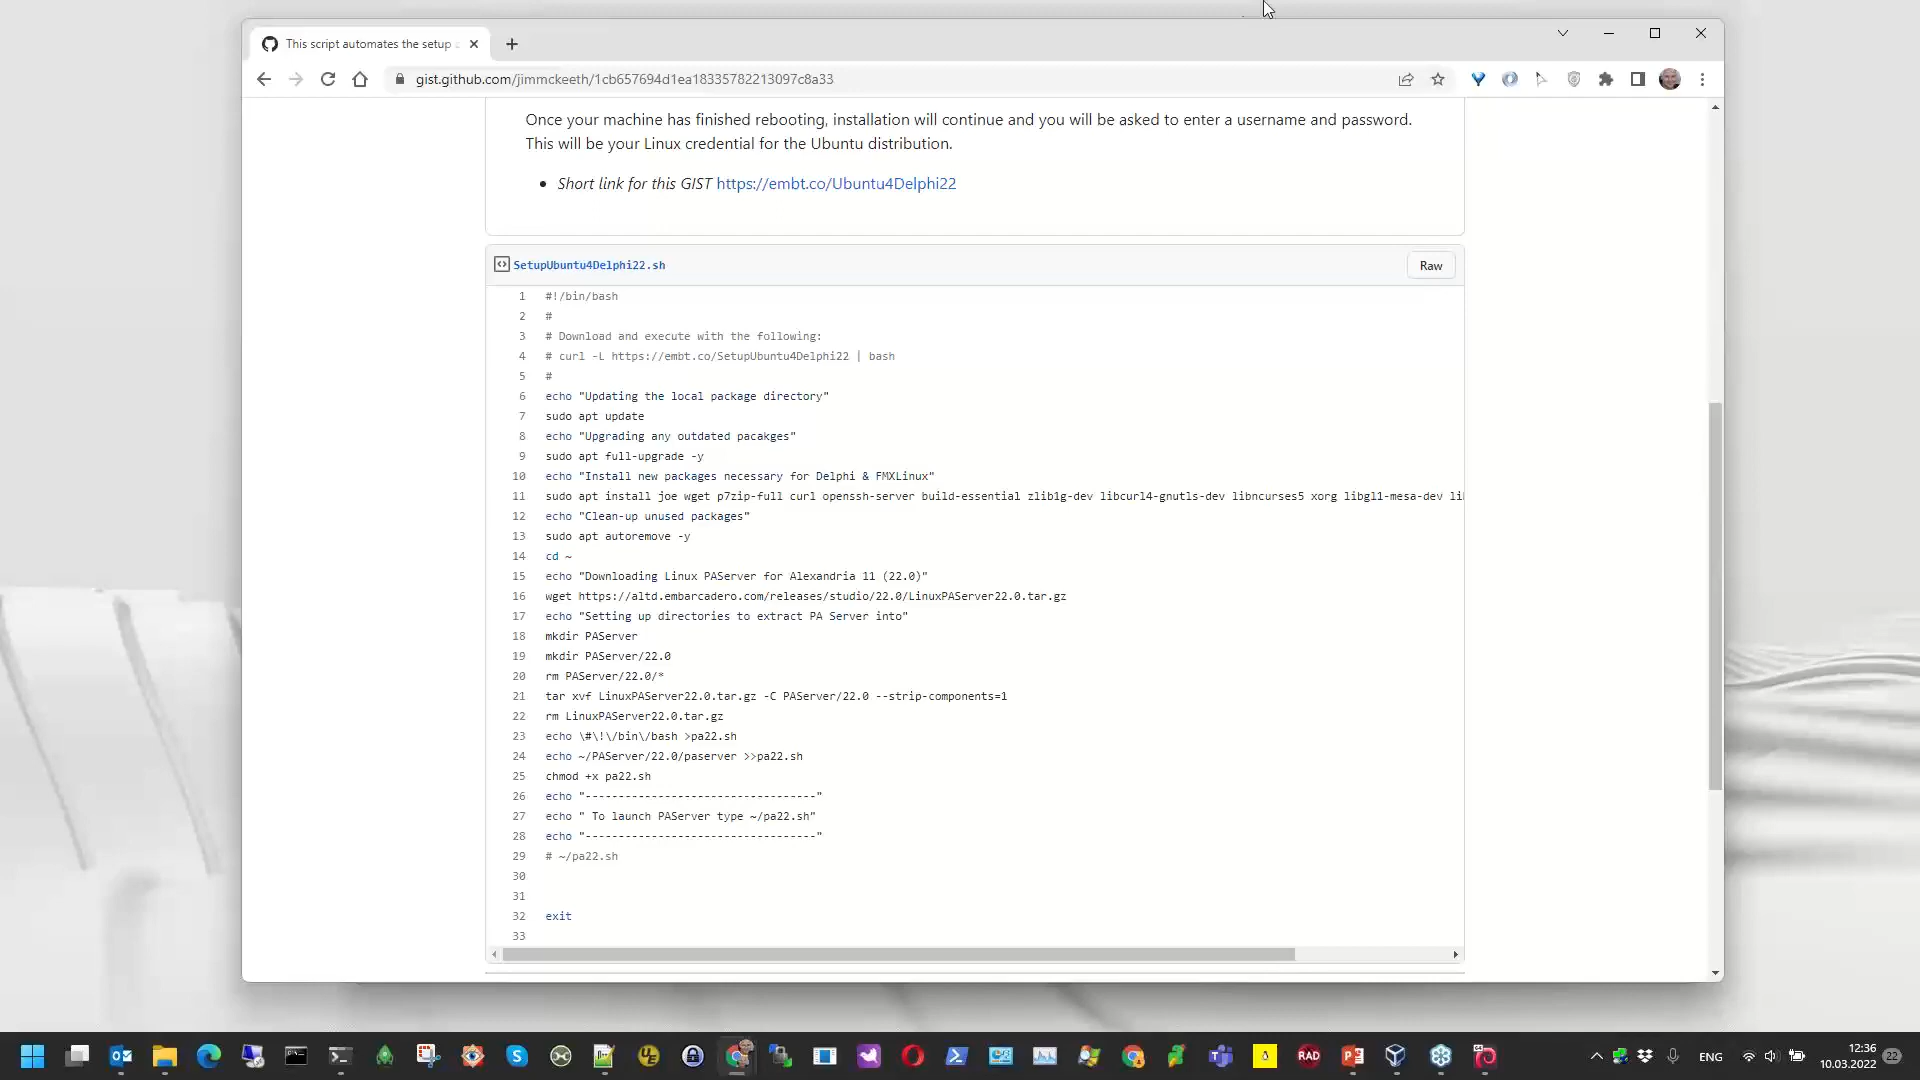 This script automates the setup
gist.github.com/jimmckeeth/1cb657694d1ea18335782213097c8a33
Once your machine has finished rebooting, installation will continue and you will be asked to enter a username and password.
This will be your Linux credential for the Ubuntu distribution.
Short link for this GIST https://embt.co/Ubuntu4Delphi22
SetupUbuntu4Delphi22.sh
Raw
1 #!/bin/bash
2 #
3 # Download and execute with the following:
4 # curl -L https://embt.co/SetupUbuntu4Delphi22 | bash
5 #
6 echo "Updating the local package directory"
7 sudo apt update
8 echo "Upgrading any outdated pacakges"
9 sudo apt full-upgrade -y
10 echo "Install new packages necessary for Delphi & FMXLinux"
11 sudo apt install joe wget p7zip-full curl openssh-server build-essential zlib1g-dev libcurl4-gnutls-dev libncurses5 xorg libgl1-mesa-dev
12 echo "Clean-up unused packages"
13 sudo apt autoremove -y
14 cd ~
15 echo "Downloading Linux PAServer for Alexandria 11 (22.0)"
16 wget https://altd.embarcadero.com/releases/studio/22.0/LinuxPAServer22.0.tar.gz
17 echo "Setting up directories to extract PA Server into"
18 mkdir PAServer
19 mkdir PAServer/22.0
20 rm PAServer/22.0/*
21 tar xvf LinuxPAServer22.0.tar.gz -C PAServer/22.0 --strip-components=1
22 rm LinuxPAServer22.0.tar.gz
23 echo \#\!\/bin\/bash >pa22.sh
24 echo ~/PAServer/22.0/paserver >>pa22.sh
25 chmod +x pa22.sh
26 echo "-----------------------------------"
27 echo " To launch PAServer type ~/pa22.sh"
28 echo "-----------------------------------"
29 # ~/pa22.sh
30
31
32 exit
33
ENG
12:36
10.03.2022
22
RAD